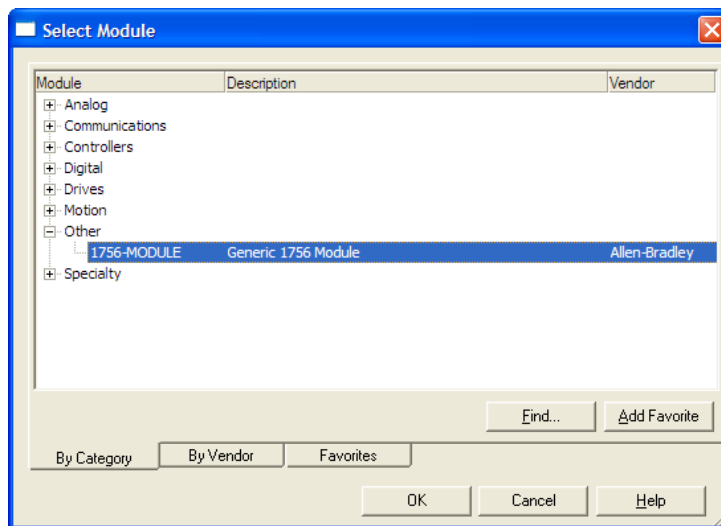 Select Module
Module Description Vendor
Analog
Communications
Controllers
Digital
Drives
Motion
Other
1756-MODULE Generic 1756 Module Allen-Bradley
Specialty
Find... Add Favorite
By Category By Vendor Favorites
OK Cancel Help